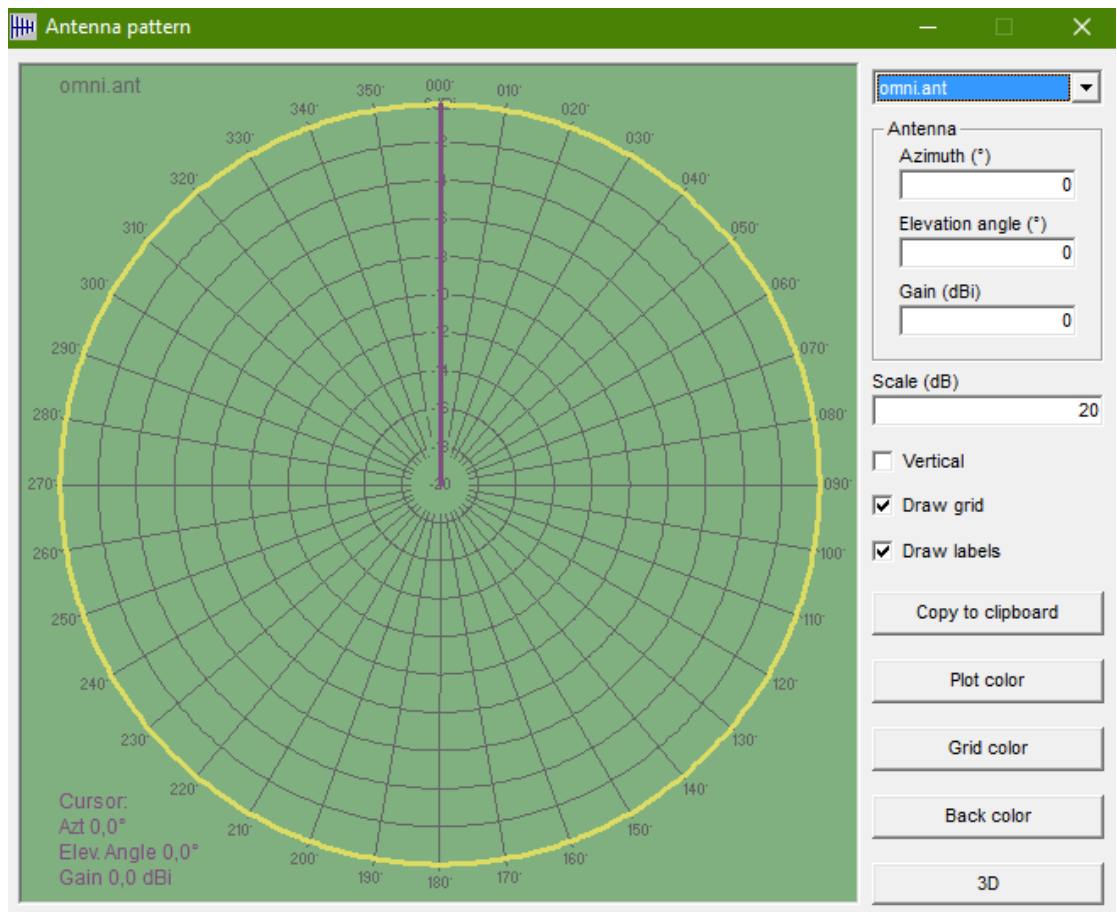 Antenna pattern
omni.ant
000°
350°
010°
340°
020°
330°
030°
320°
040°
310°
050°
300°
060°
290°
070°
280°
080°
270°
090°
260°
100°
250°
110°
240°
120°
230°
130°
220°
140°
210°
150°
200°
160°
190°
180°
170°
-20
Cursor:
Azt 0,0°
Elev. Angle 0,0°
Gain 0,0 dBi
omni.ant
Antenna
Azimuth (°)
0
Elevation angle (°)
0
Gain (dBi)
0
Scale (dB)
20
Vertical
Draw grid
Draw labels
Copy to clipboard
Plot color
Grid color
Back color
3D